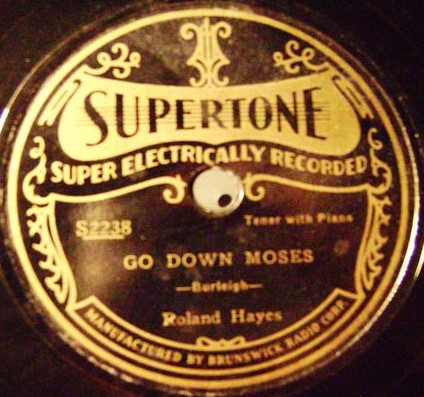 SUPERTONE
SUPER ELECTRICALLY RECORDED
S2238
Tenor with Piano
GO DOWN MOSES
—Burleigh—
Roland Hayes
MANUFACTURED BY BRUNSWICK RADIO CORP.